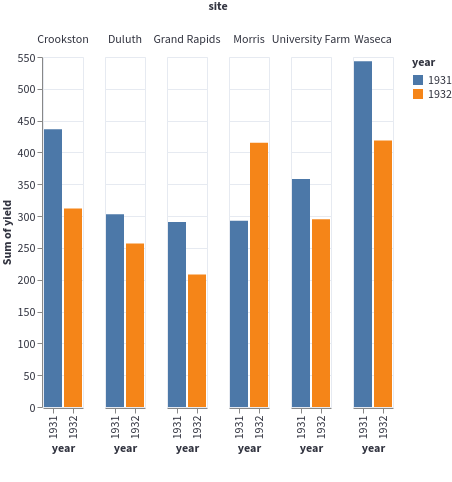 site
Crookston Duluth Grand Rapids Morris University Farm Waseca
year
1931
1932
Sum of yield
550
500
450
400
350
300
250
200
150
100
50
0
1931 1932 1931 1932 1931 1932 1931 1932 1931 1932 1931 1932
year year year year year year